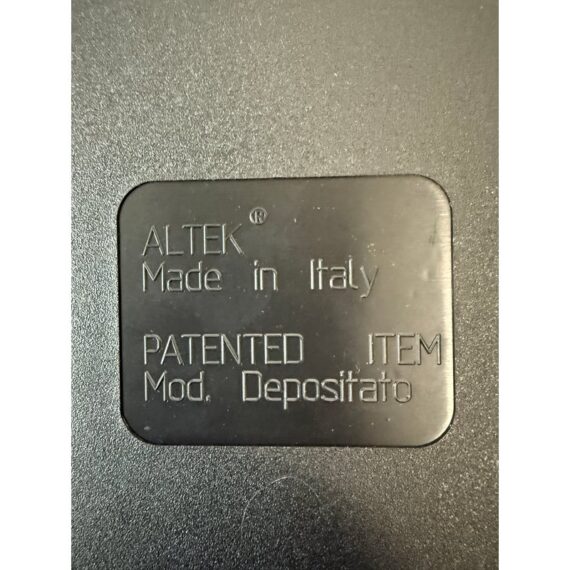 ALTEK®
Made in Italy
PATENTED ITEM
Mod. Depositato